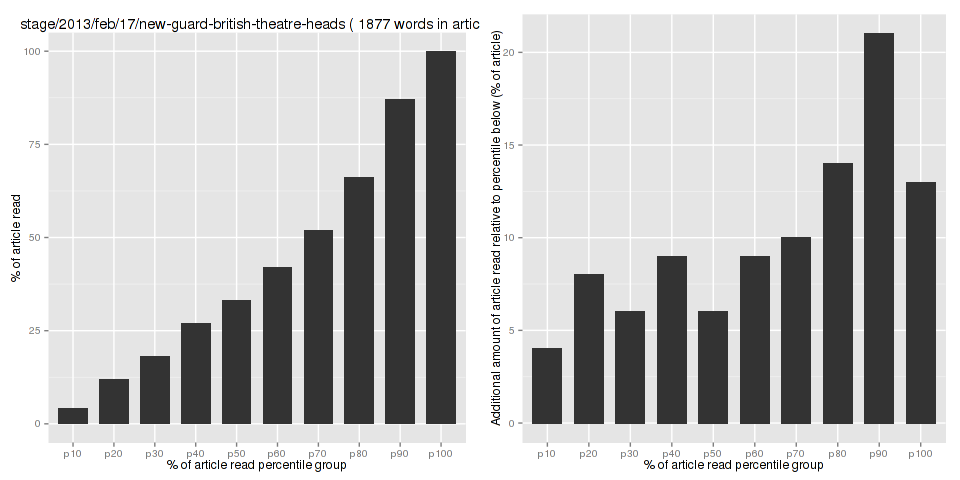 stage/2013/feb/17/new-guard-british-theatre-heads ( 1877 words in artic
% of article read
100
75
50
25
0
p10 p20 p30 p40 p50 p60 p70 p80 p90 p100
% of article read percentile group
Additional amount of article read relative to percentile below (% of article)
20
15
10
5
0
p10 p20 p30 p40 p50 p60 p70 p80 p90 p100
% of article read percentile group